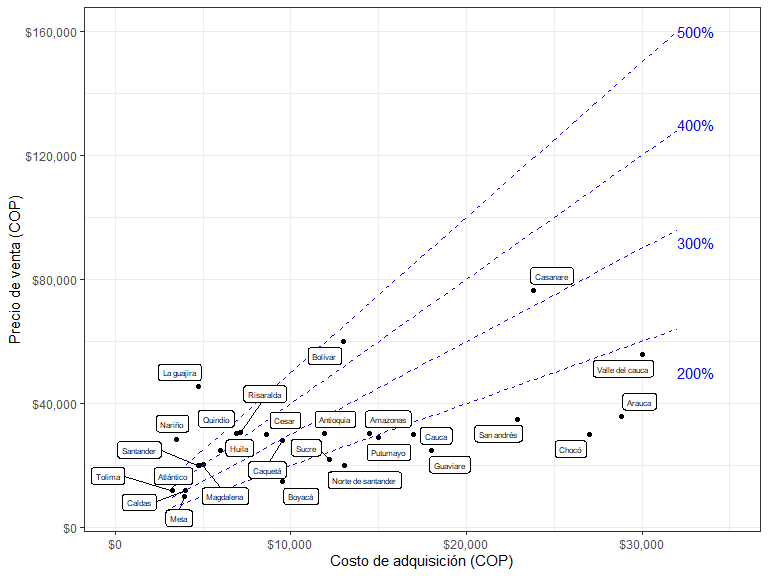 $160,000
500%
400%
$120,000
300%
Precio de venta (COP)
$80,000
Casanare
Bolívar
200%
La guajira
Valle del cauca
$40,000
Risaralda
Arauca
Nariño
Quindío
Cesar
Antioquia
Amazonas
San andrés
Cauca
Santander
Huila
Sucre
Putumayo
Chocó
Tolima
Atlántico
Caquetá
Norte de santander
Guaviare
Caldas
Magdalena
Boyacá
Meta
$0
$0
$10,000
$20,000
$30,000
Costo de adquisición (COP)